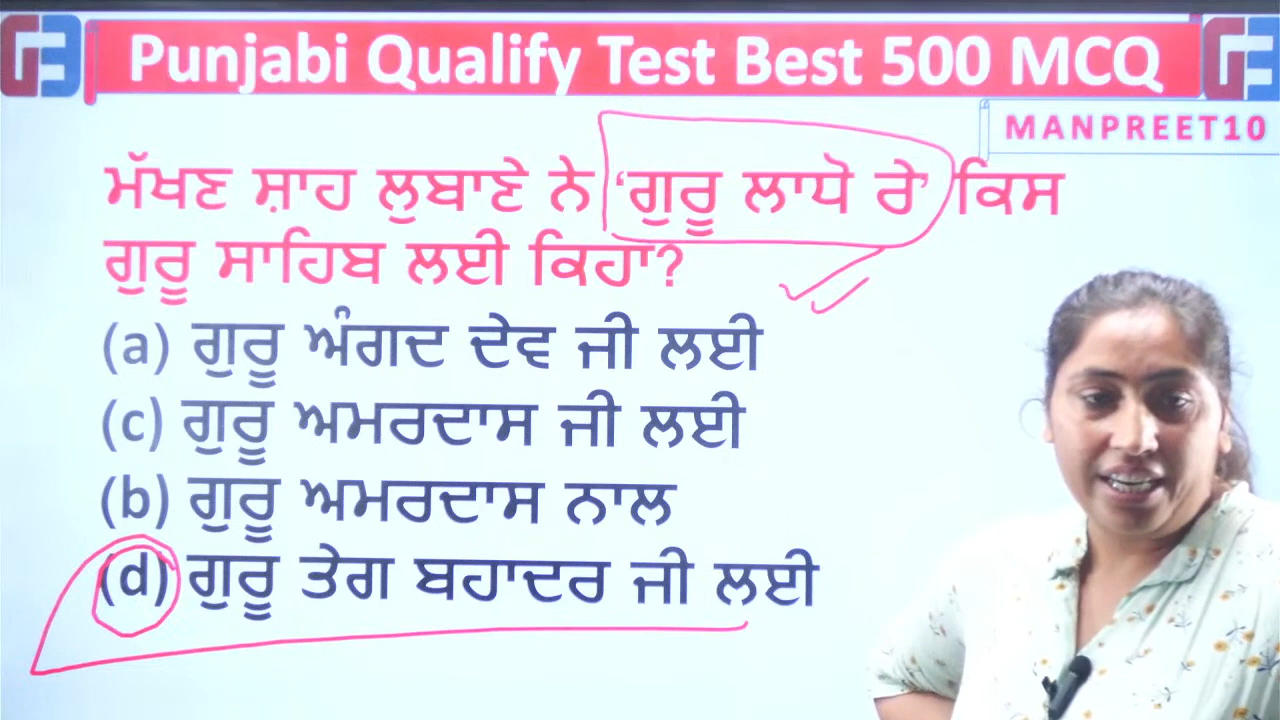 Punjabi Qualify Test Best 500 MCQ
MANPREET10
ਮੱਖਣ ਸ਼ਾਹ ਲੁਬਾਣੇ ਨੇ 'ਗੁਰੂ ਲਾਧੋ ਰੇ' ਕਿਸ
ਗੁਰੂ ਸਾਹਿਬ ਲਈ ਕਿਹਾ?
(a) ਗੁਰੂ ਅੰਗਦ ਦੇਵ ਜੀ ਲਈ
(c) ਗੁਰੂ ਅਮਰਦਾਸ ਜੀ ਲਈ
(b) ਗੁਰੂ ਅਮਰਦਾਸ ਨਾਲ
(d) ਗੁਰੂ ਤੇਗ ਬਹਾਦਰ ਜੀ ਲਈ